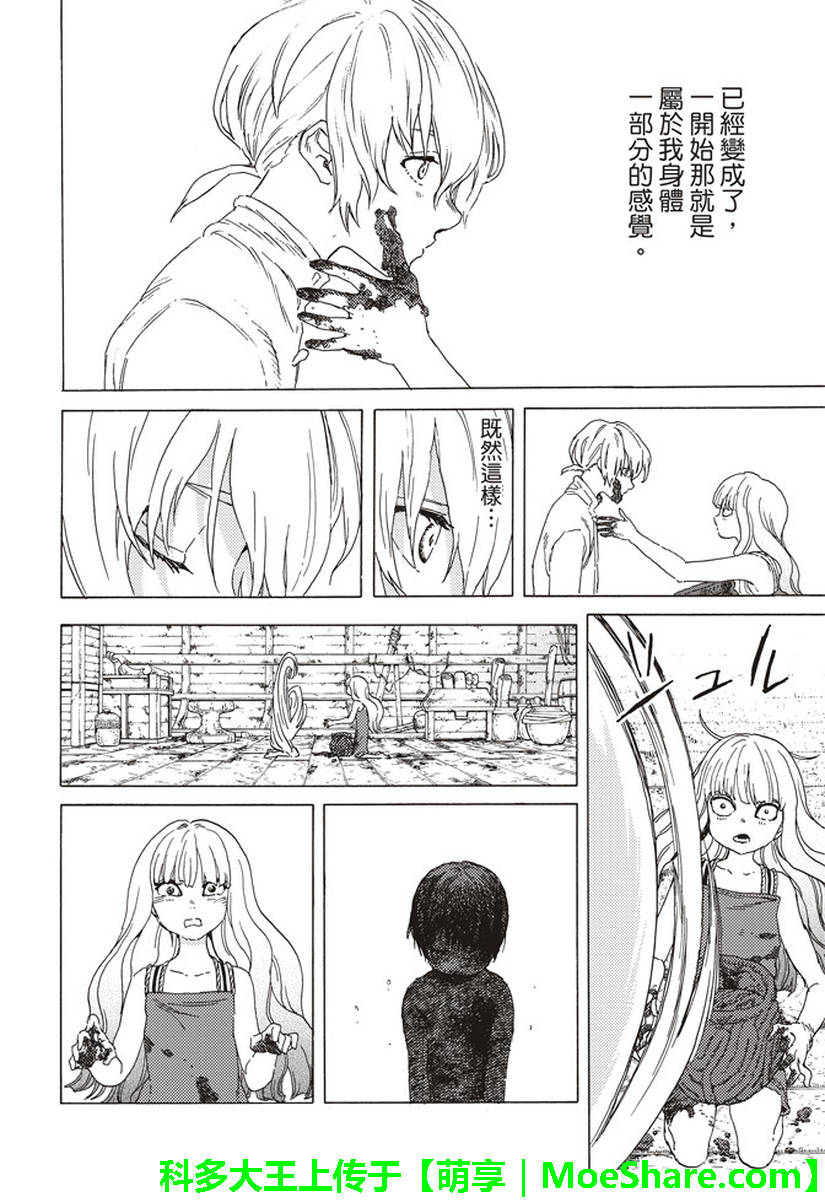 已經變成了，
一開始那就是
屬於我身體
一部分的感覺。
既然這樣…
ジュル
科多大王上传于【萌享】MoeShare.com】